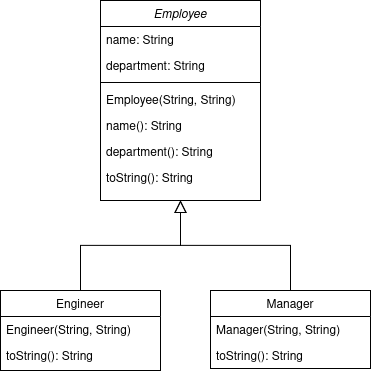 Employee
name: String
department: String
Employee(String, String)
name(): String
department(): String
toString(): String
Engineer
Engineer(String, String)
toString(): String
Manager
Manager(String, String)
toString(): String